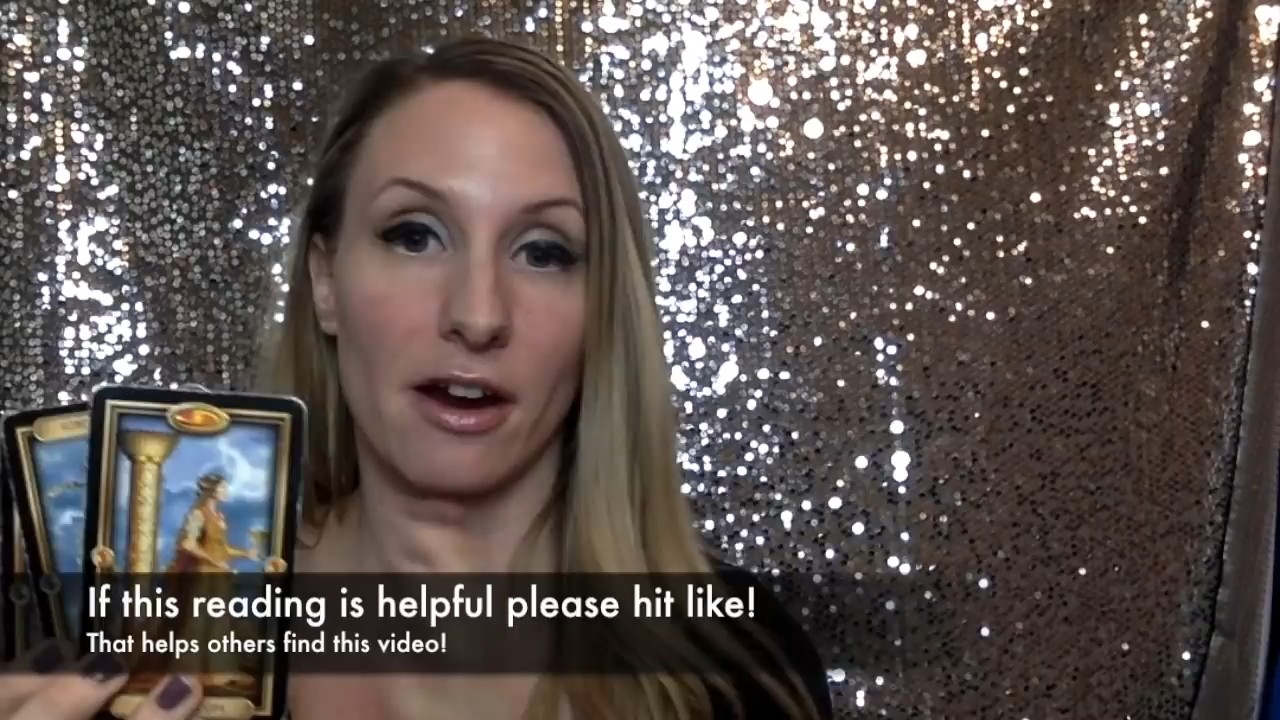 If this reading is helpful please hit like!
That helps others find this video!